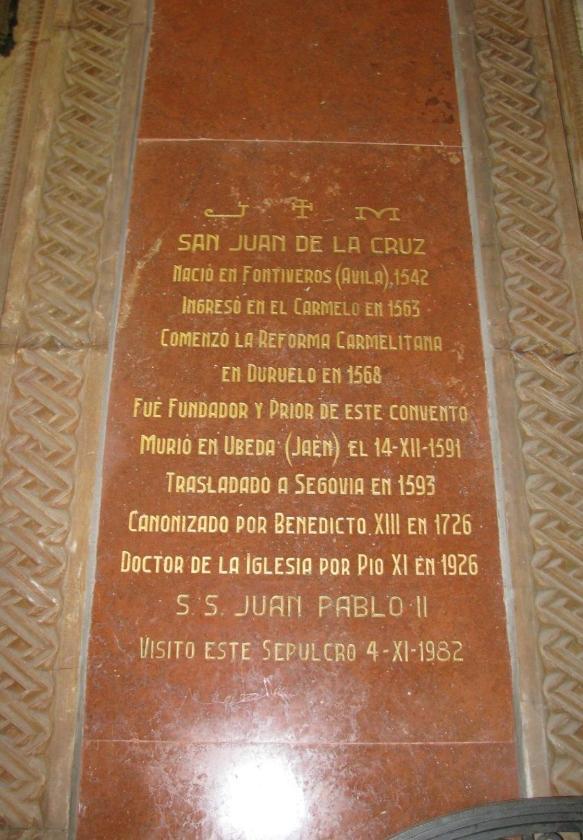 J † M
SAN JUAN DE LA CRUZ
NACIÓ EN FONTIVEROS (AVILA), 1542
INGRESÓ EN EL CARMELO EN 1563
COMENZÓ LA REFORMA CARMELITANA
EN DURUELO EN 1568
FUÉ FUNDADOR Y PRIOR DE ESTE CONVENTO
MURIÓ EN UBEDA (JAÉN) EL 14-XII-1591
TRASLADADO A SEGOVIA EN 1593
CANONIZADO POR BENEDICTO XIII EN 1726
DOCTOR DE LA IGLESIA POR PIO XI EN 1926
S. S. JUAN PABLO II
VISITO ESTE SEPULCRO 4-XI-1982